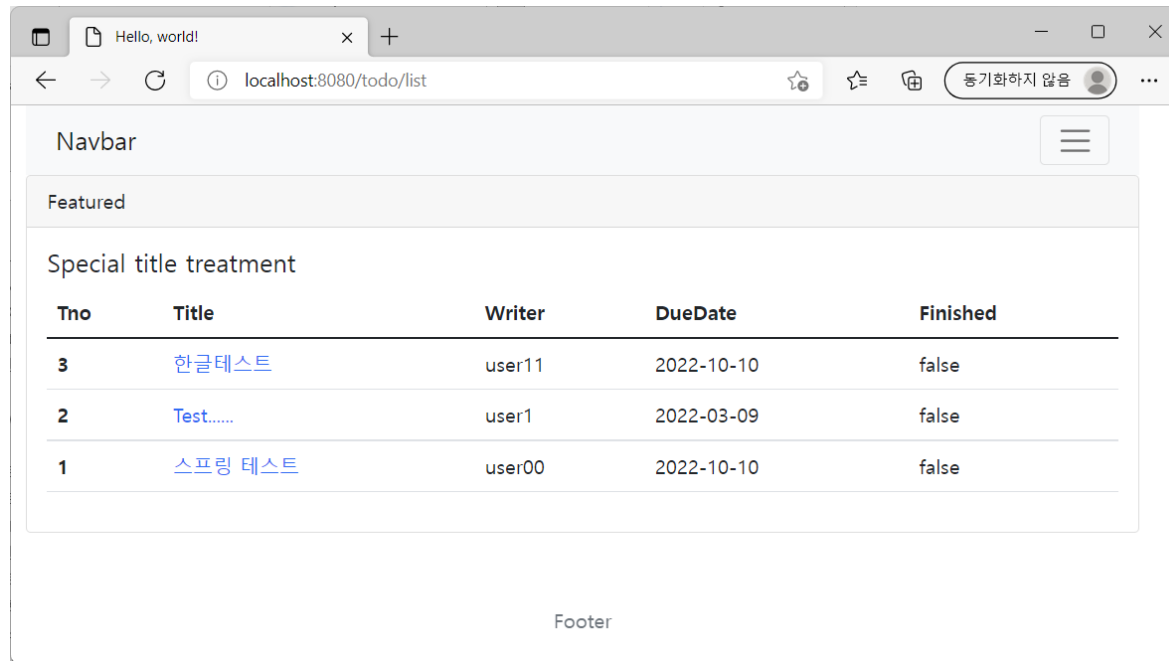 Hello, world!
localhost:8080/todo/list
동기화하지 않음
Navbar
Featured
Special title treatment
Tno Title Writer DueDate Finished
3 한글테스트 user11 2022-10-10 false
2 Test...... user1 2022-03-09 false
1 스프링 테스트 user00 2022-10-10 false
Footer